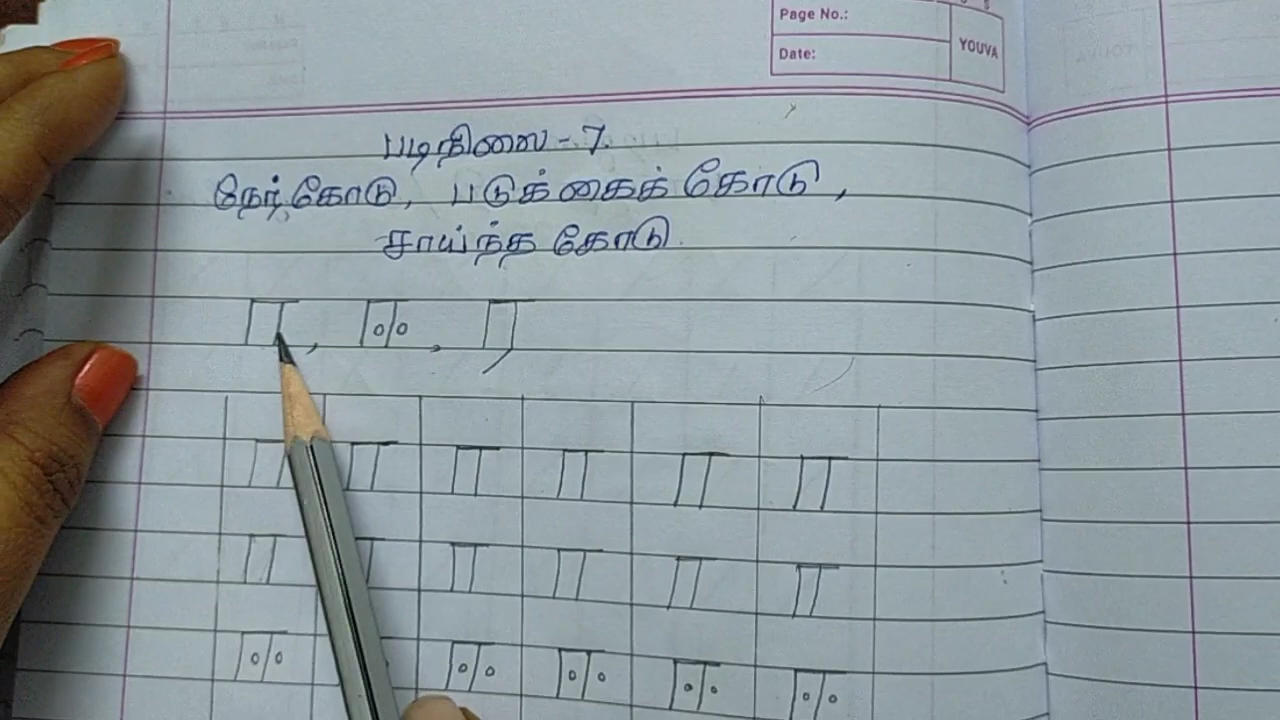 Page No.:
Date:
YOUVA
படிநிலை - 7.
நேர்கோடு, படுக்கைக் கோடு,
சாய்ந்த கோடு.
ா, ஈ, ர
ா ா ா ா ா ா
ா ா ா ா ா ா
ஈ ஈ ஈ ஈ ஈ